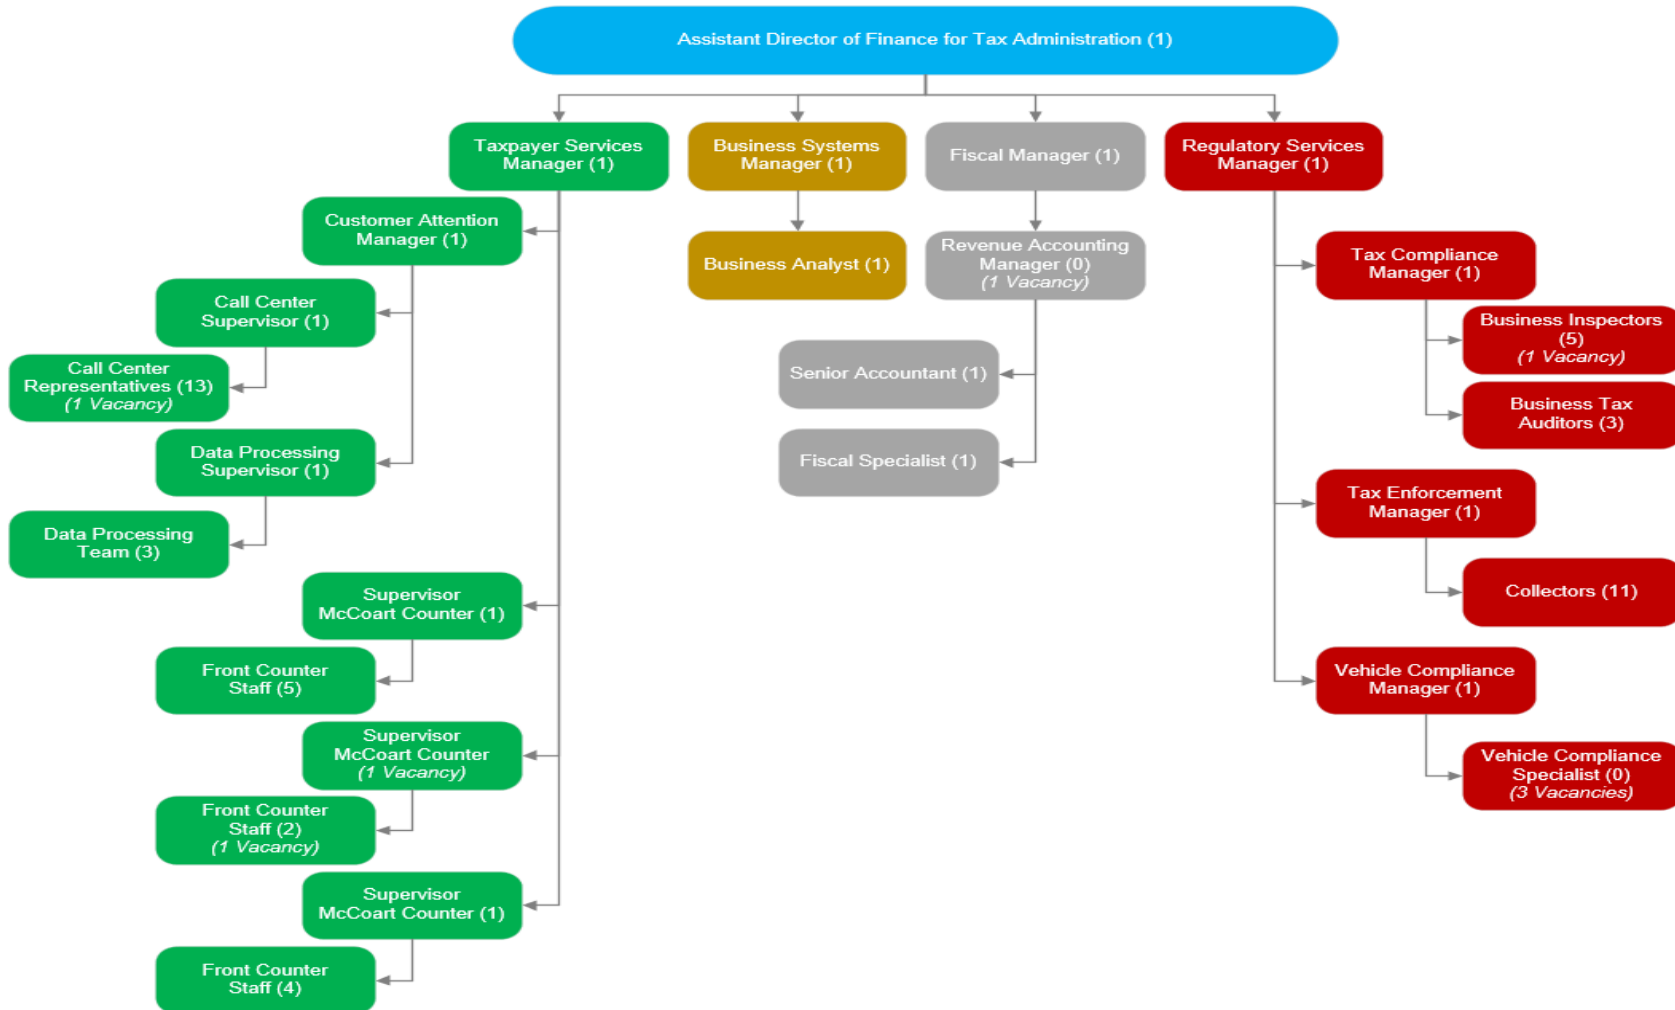 Assistant Director of Finance for Tax Administration (1)
Taxpayer Services
Manager (1)
Business Systems
Manager (1)
Fiscal Manager (1)
Regulatory Services
Manager (1)
Customer Attention
Manager (1)
Call Center
Supervisor (1)
Call Center
Representatives (13)
(1 Vacancy)
Data Processing
Supervisor (1)
Data Processing
Team (3)
Supervisor
McCoart Counter (1)
Front Counter
Staff (5)
Supervisor
McCoart Counter
(1 Vacancy)
Front Counter
Staff (2)
(1 Vacancy)
Supervisor
McCoart Counter (1)
Front Counter
Staff (4)
Business Analyst (1)
Revenue Accounting
Manager (0)
(1 Vacancy)
Senior Accountant (1)
Fiscal Specialist (1)
Tax Compliance
Manager (1)
Business Inspectors
(5)
(1 Vacancy)
Business Tax
Auditors (3)
Tax Enforcement
Manager (1)
Collectors (11)
Vehicle Compliance
Manager (1)
Vehicle Compliance
Specialist (0)
(3 Vacancies)